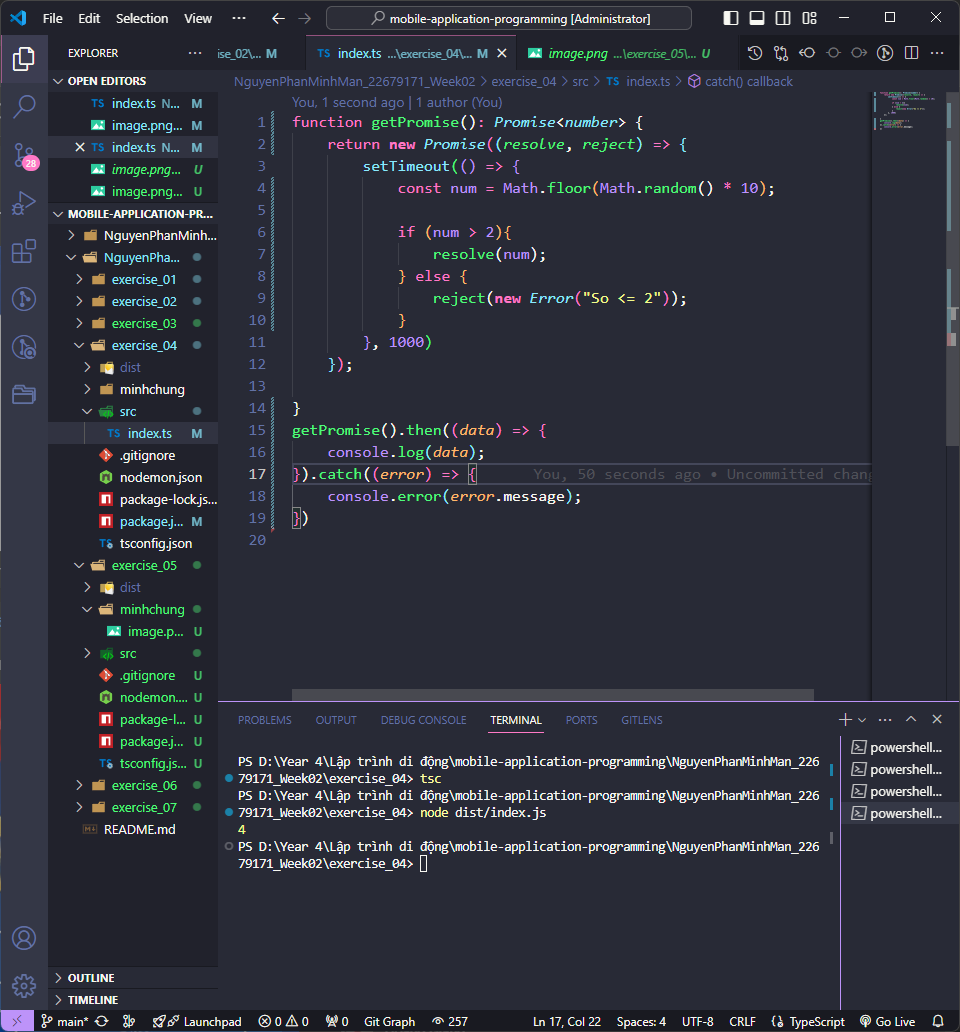 File Edit Selection View ··· mobile-application-programming [Administrator]
EXPLORER ···
ise_02\... M
TS index.ts ...\exercise_04\... M
image.png ...\exercise_05\... U
OPEN EDITORS
TS index.ts N... M
image.png... M
TS index.ts N... M
image.png... U
image.png... U
MOBILE-APPLICATION-PR...
NguyenPhanMinh...
NguyenPha...
exercise_01
exercise_02
exercise_03
exercise_04
dist
minhchung
src
TS index.ts M
.gitignore
nodemon.json
package-lock.js...
package.j... M
TS tsconfig.json
exercise_05
dist
minhchung
image.p... U
src
.gitignore U
nodemon.... U
package-l... U
package.j... U
TS tsconfig.js... U
exercise_06
exercise_07
README.md
OUTLINE
TIMELINE
28
NguyenPhanMinhMan_22679171_Week02 > exercise_04 > src > TS index.ts > catch() callback
You, 1 second ago | 1 author (You)
1 function getPromise(): Promise<number> {
2 return new Promise((resolve, reject) => {
3 setTimeout(() => {
4 const num = Math.floor(Math.random() * 10);
5
6 if (num > 2){
7 resolve(num);
8 } else {
9 reject(new Error("So <= 2"));
10 }
11 }, 1000)
12 });
13
14 }
15 getPromise().then((data) => {
16 console.log(data);
17 }).catch((error) => { You, 50 seconds ago • Uncommitted chang
18 console.error(error.message);
19 })
20
PROBLEMS OUTPUT DEBUG CONSOLE TERMINAL PORTS GITLENS
PS D:\Year 4\Lập trình di động\mobile-application-programming\NguyenPhanMinhMan_226
79171_Week02\exercise_04> tsc
PS D:\Year 4\Lập trình di động\mobile-application-programming\NguyenPhanMinhMan_226
79171_Week02\exercise_04> node dist/index.js
4
PS D:\Year 4\Lập trình di động\mobile-application-programming\NguyenPhanMinhMan_226
79171_Week02\exercise_04>
powershell...
powershell...
powershell...
powershell...
main* Launchpad 0 0 0 Git Graph 257 Ln 17, Col 22 Spaces: 4 UTF-8 CRLF {} TypeScript Go Live